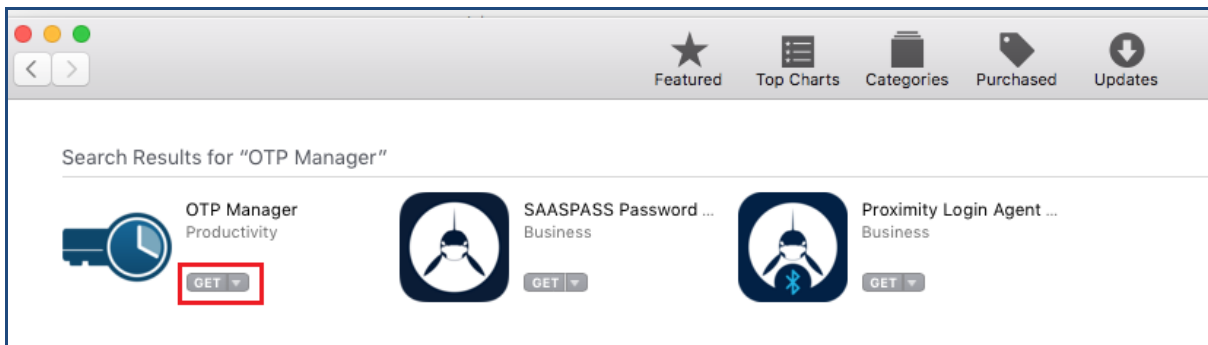 Featured
Top Charts
Categories
Purchased
Updates
Search Results for “OTP Manager”
OTP Manager
Productivity
GET
SAASPASS Password ...
Business
GET
Proximity Login Agent ...
Business
GET